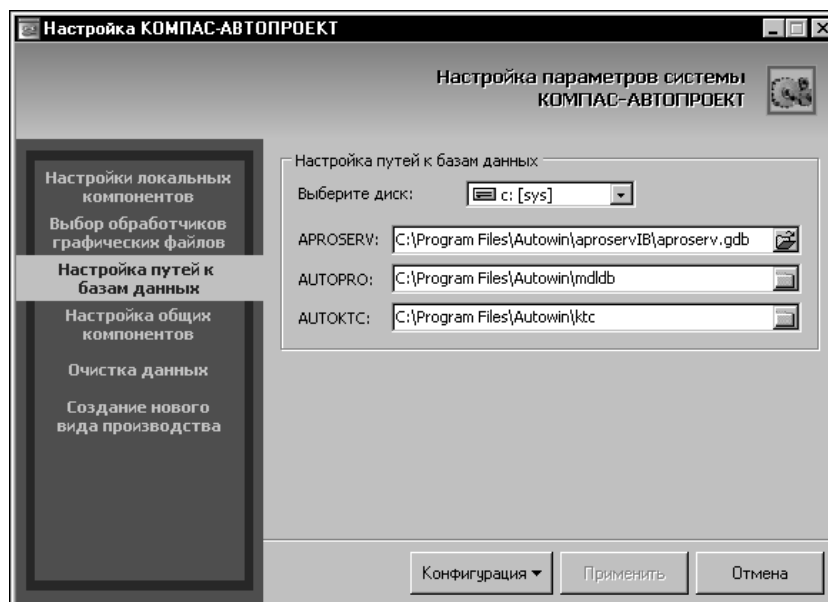 Настройка КОМПАС-АВТОПРОЕКТ
Настройка параметров системы
КОМПАС-АВТОПРОЕКТ
Настройки локальных
компонентов
Выбор обработчиков
графических файлов
Настройка путей к
базам данных
Настройка общих
компонентов
Очистка данных
Создание нового
вида производства
Настройка путей к базам данных
Выберите диск: c: [sys]
APROSERV: C:\Program Files\Autowin\aproservIB\aproserv.gdb
AUTOPRO: C:\Program Files\Autowin\mdldb
AUTOKTC: C:\Program Files\Autowin\ktc
Конфигурация Применить Отмена